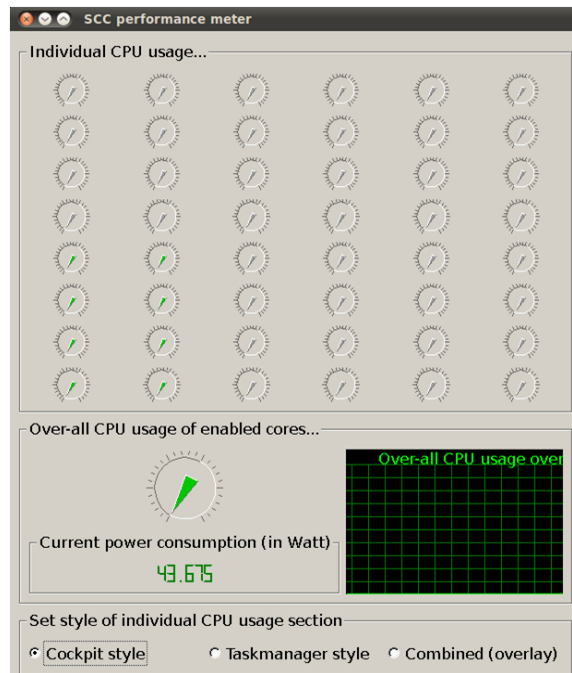 SCC performance meter
Individual CPU usage...
Over-all CPU usage of enabled cores...
Over-all CPU usage over
Current power consumption (in Watt)
43.675
Set style of individual CPU usage section
Cockpit style
Taskmanager style
Combined (overlay)